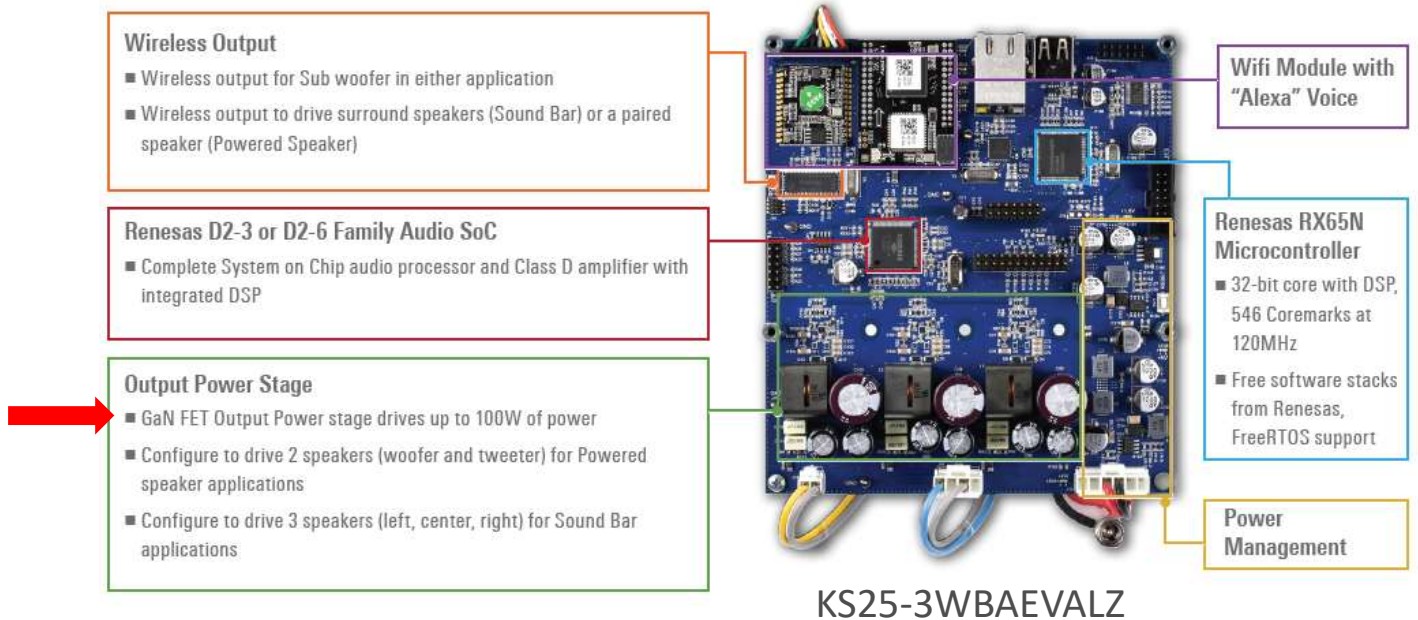 Wireless Output
■ Wireless output for Sub woofer in either application
■ Wireless output to drive surround speakers (Sound Bar) or a paired
speaker (Powered Speaker)
Renesas D2-3 or D2-6 Family Audio SoC
■ Complete System on Chip audio processor and Class D amplifier with
integrated DSP
Output Power Stage
■ GaN FET Output Power stage drives up to 100W of power
■ Configure to drive 2 speakers (woofer and tweeter) for Powered
speaker applications
■ Configure to drive 3 speakers (left, center, right) for Sound Bar
applications
Wifi Module with
“Alexa” Voice
Renesas RX65N
Microcontroller
■ 32-bit core with DSP,
546 Coremarks at
120MHz
■ Free software stacks
from Renesas,
FreeRTOS support
Power
Management
KS25-3WBAEVALZ